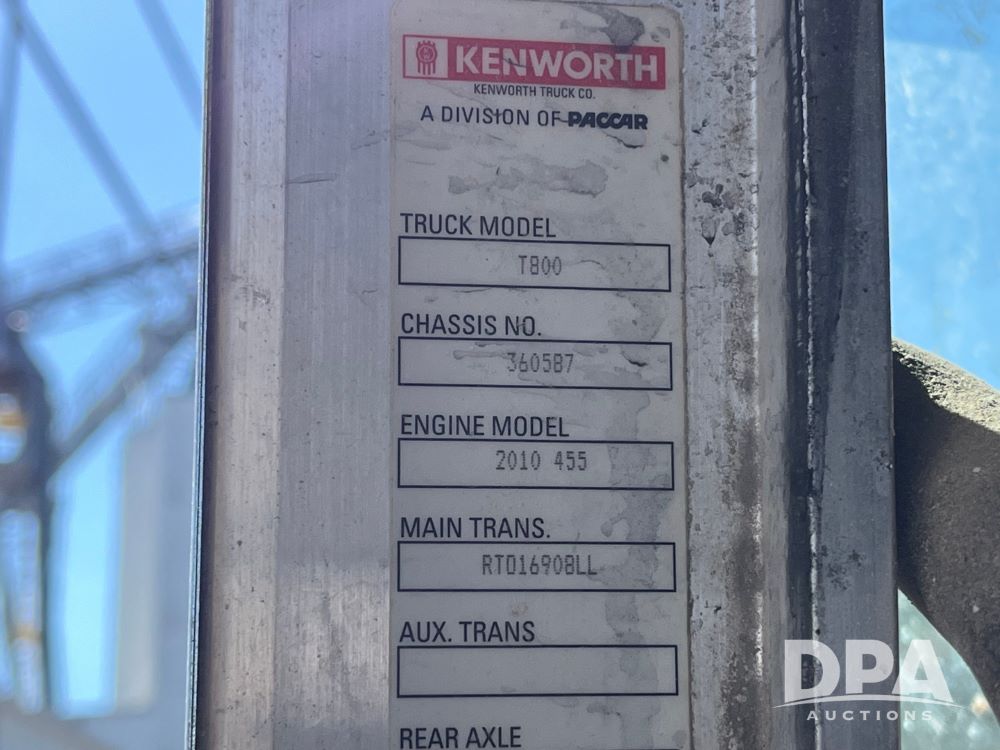 KENWORTH
KENWORTH TRUCK CO.
A DIVISION OF PACCAR
TRUCK MODEL
T800
CHASSIS NO.
360587
ENGINE MODEL
2010 455
MAIN TRANS.
RTO16908LL
AUX. TRANS
REAR AXLE
DPA
AUCTIONS